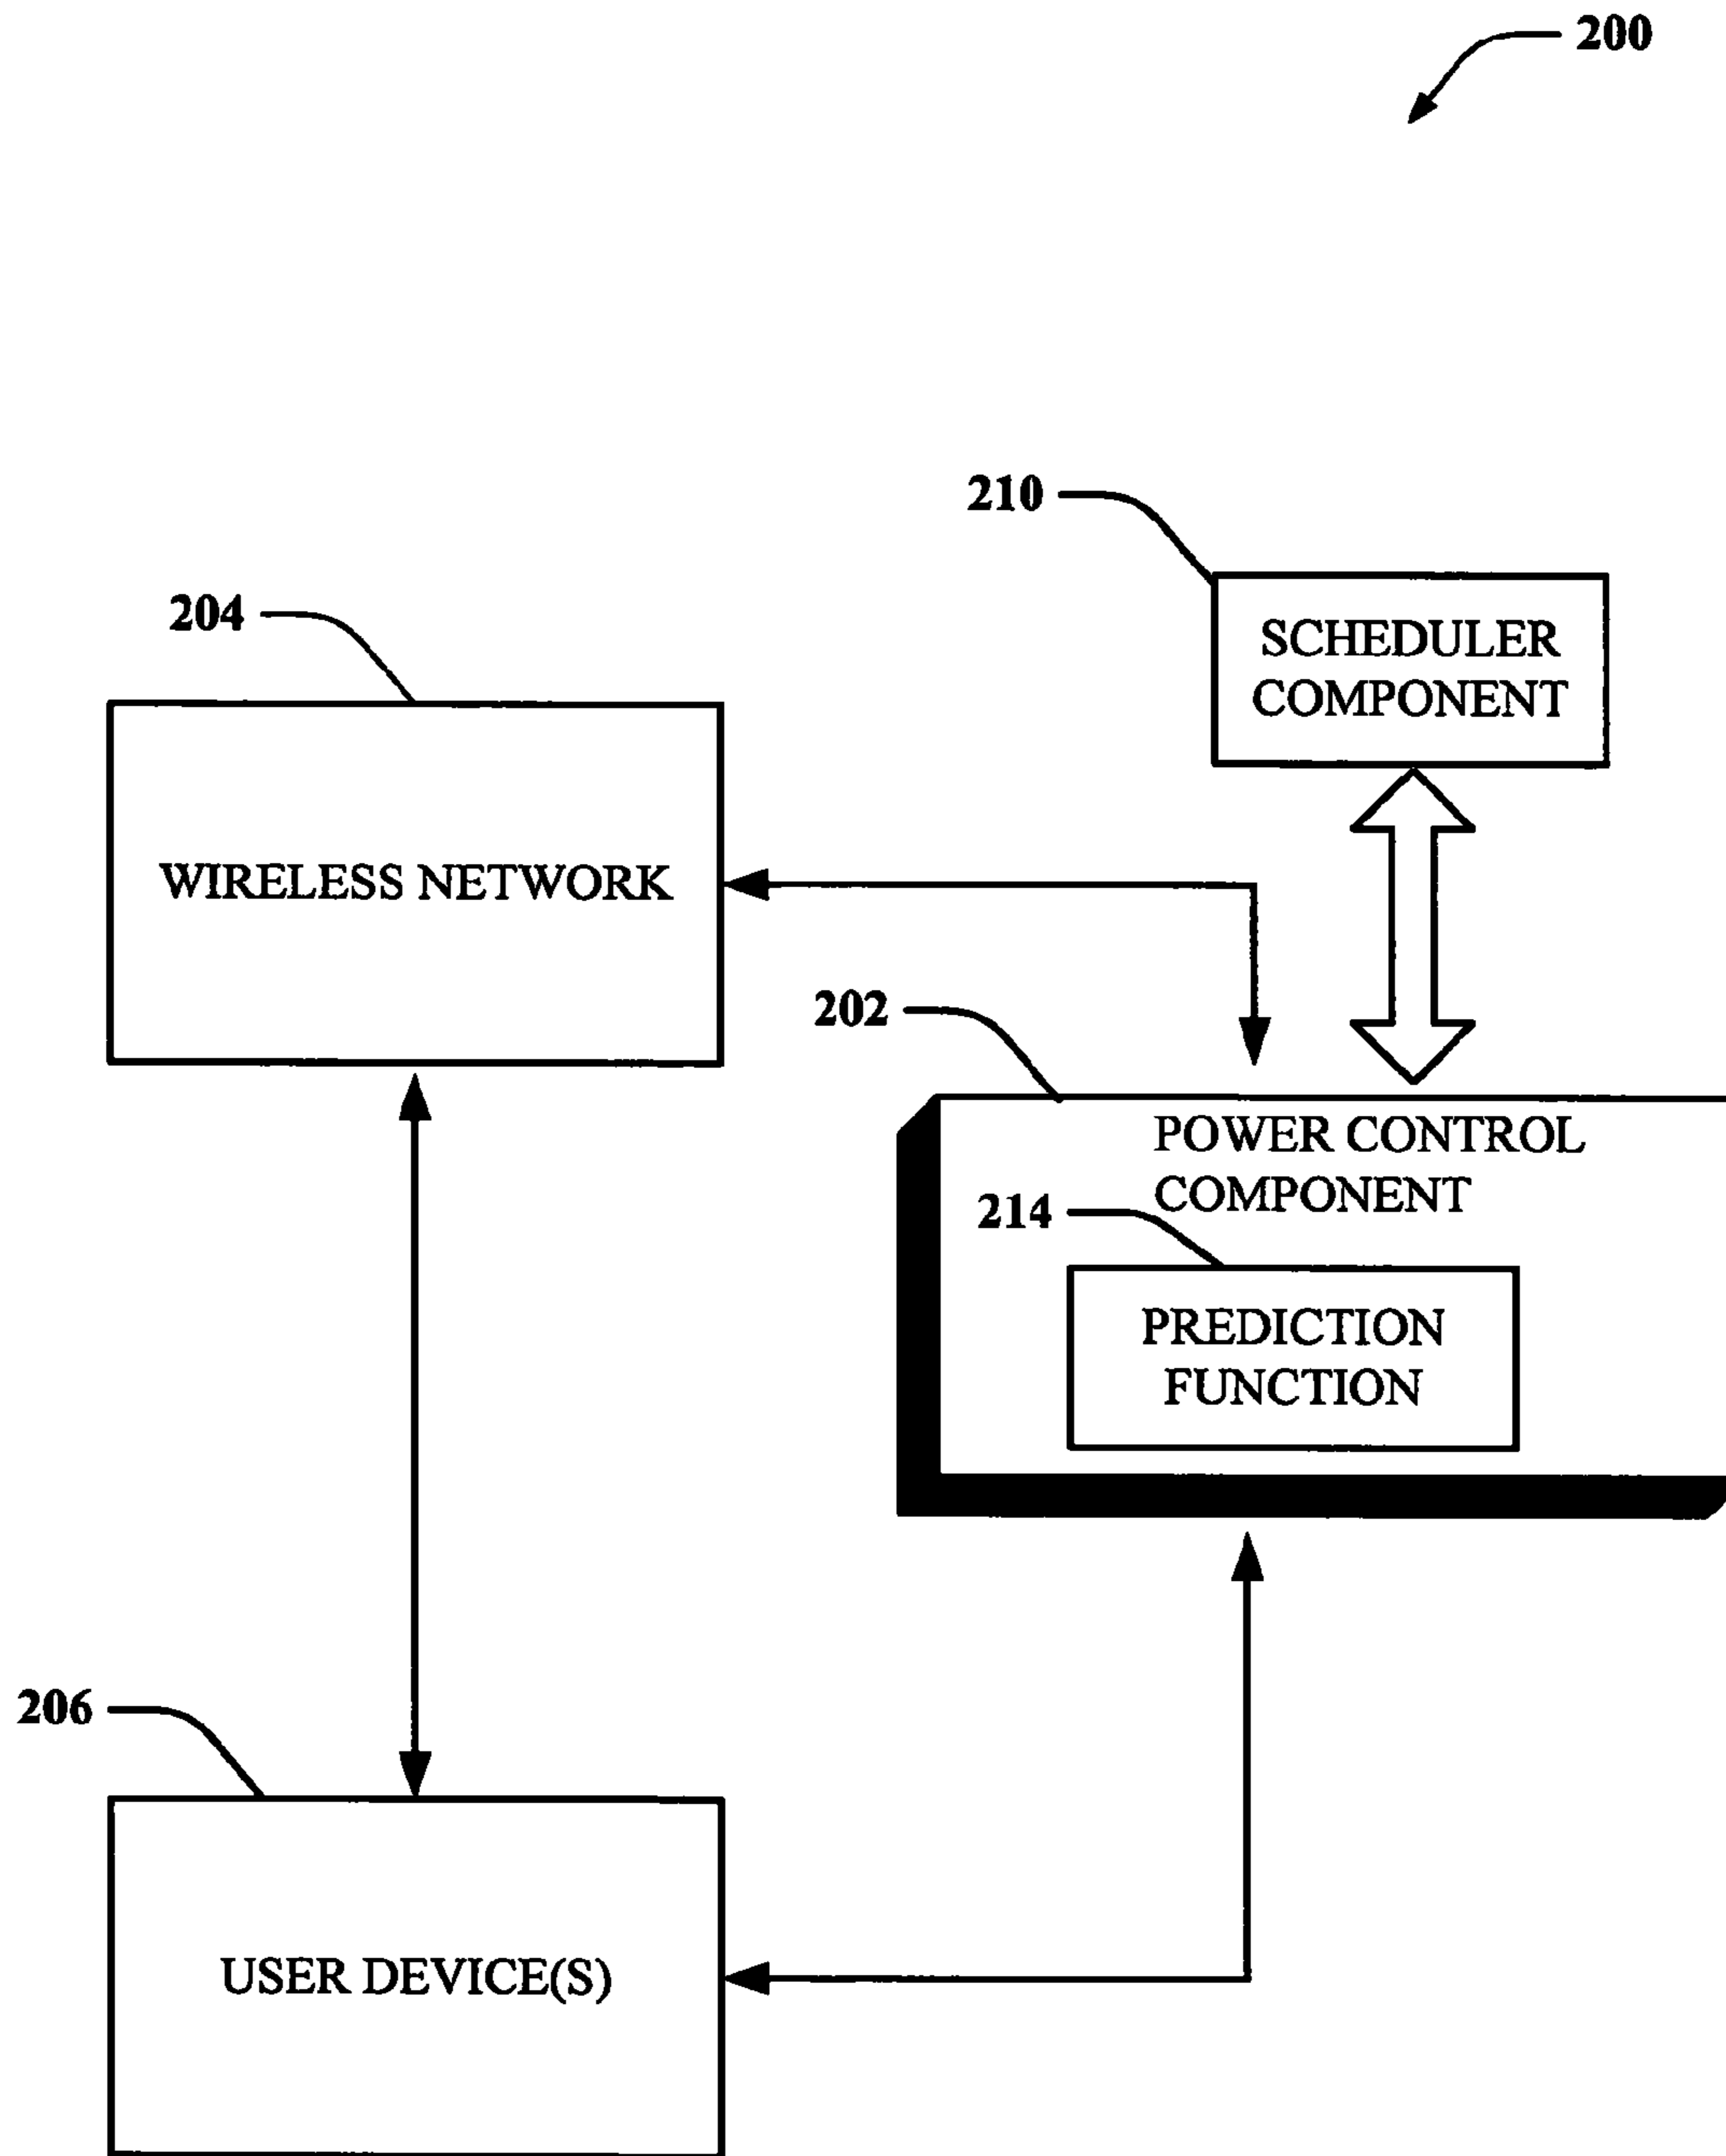 200
210
SCHEDULER
COMPONENT
204
WIRELESS NETWORK
202
POWER CONTROL
COMPONENT
214
PREDICTION
FUNCTION
206
USER DEVICE(S)